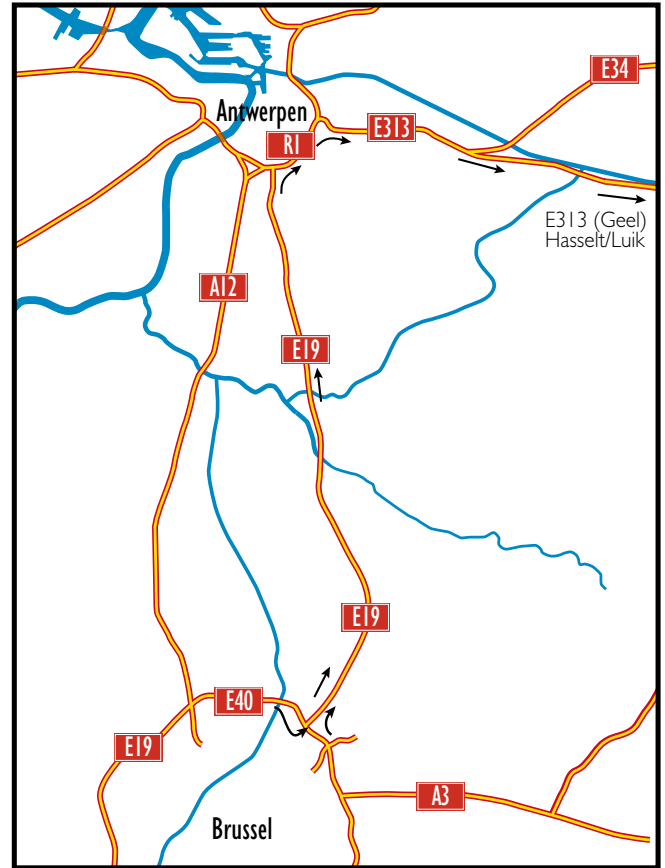 E34
Antwerpen
E313
R1
E313 (Geel)
Hasselt/Luik
A12
E19
E19
E40
E19
A3
Brussel